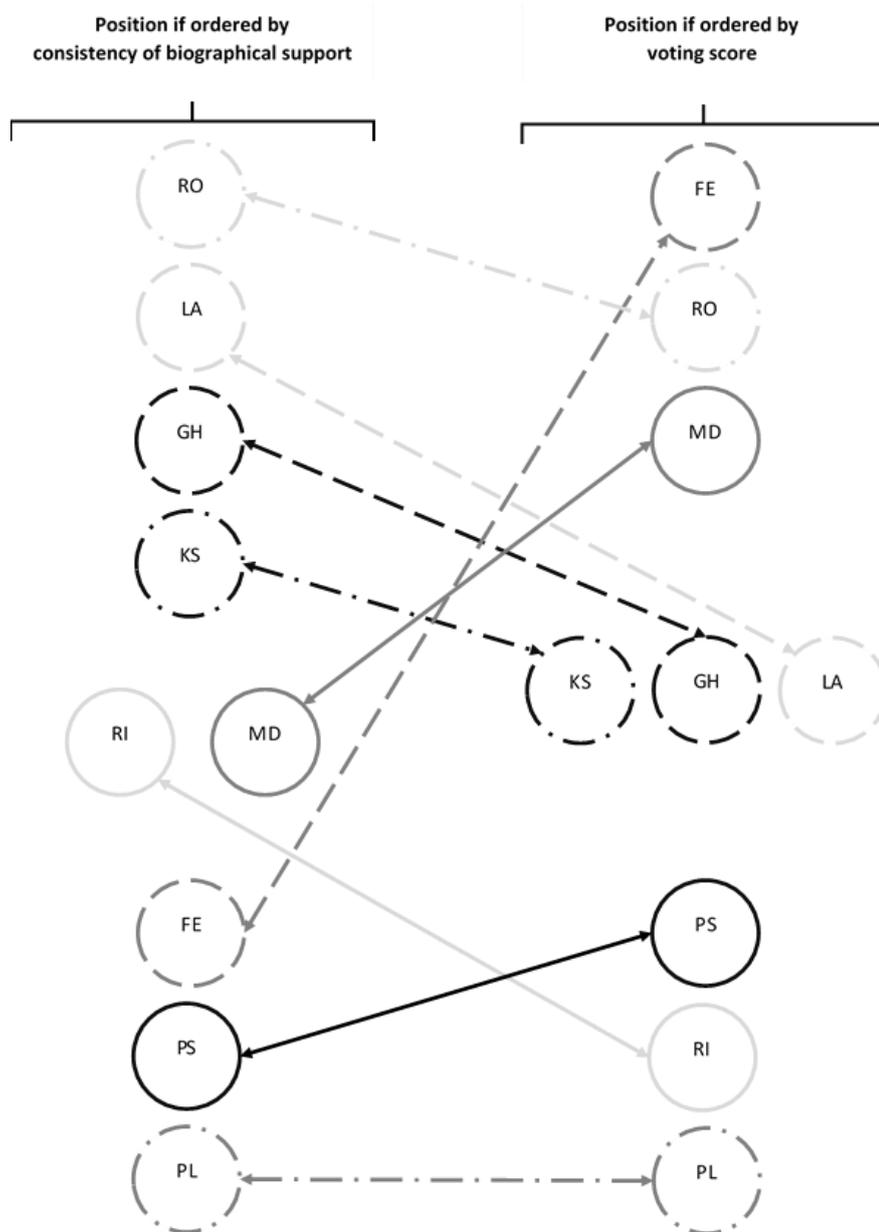 Position if ordered by
consistency of biographical support
Position if ordered by
voting score
RO
FE
LA
RO
GH
MD
KS
KS
GH
LA
RI
MD
FE
PS
PS
RI
PL
PL